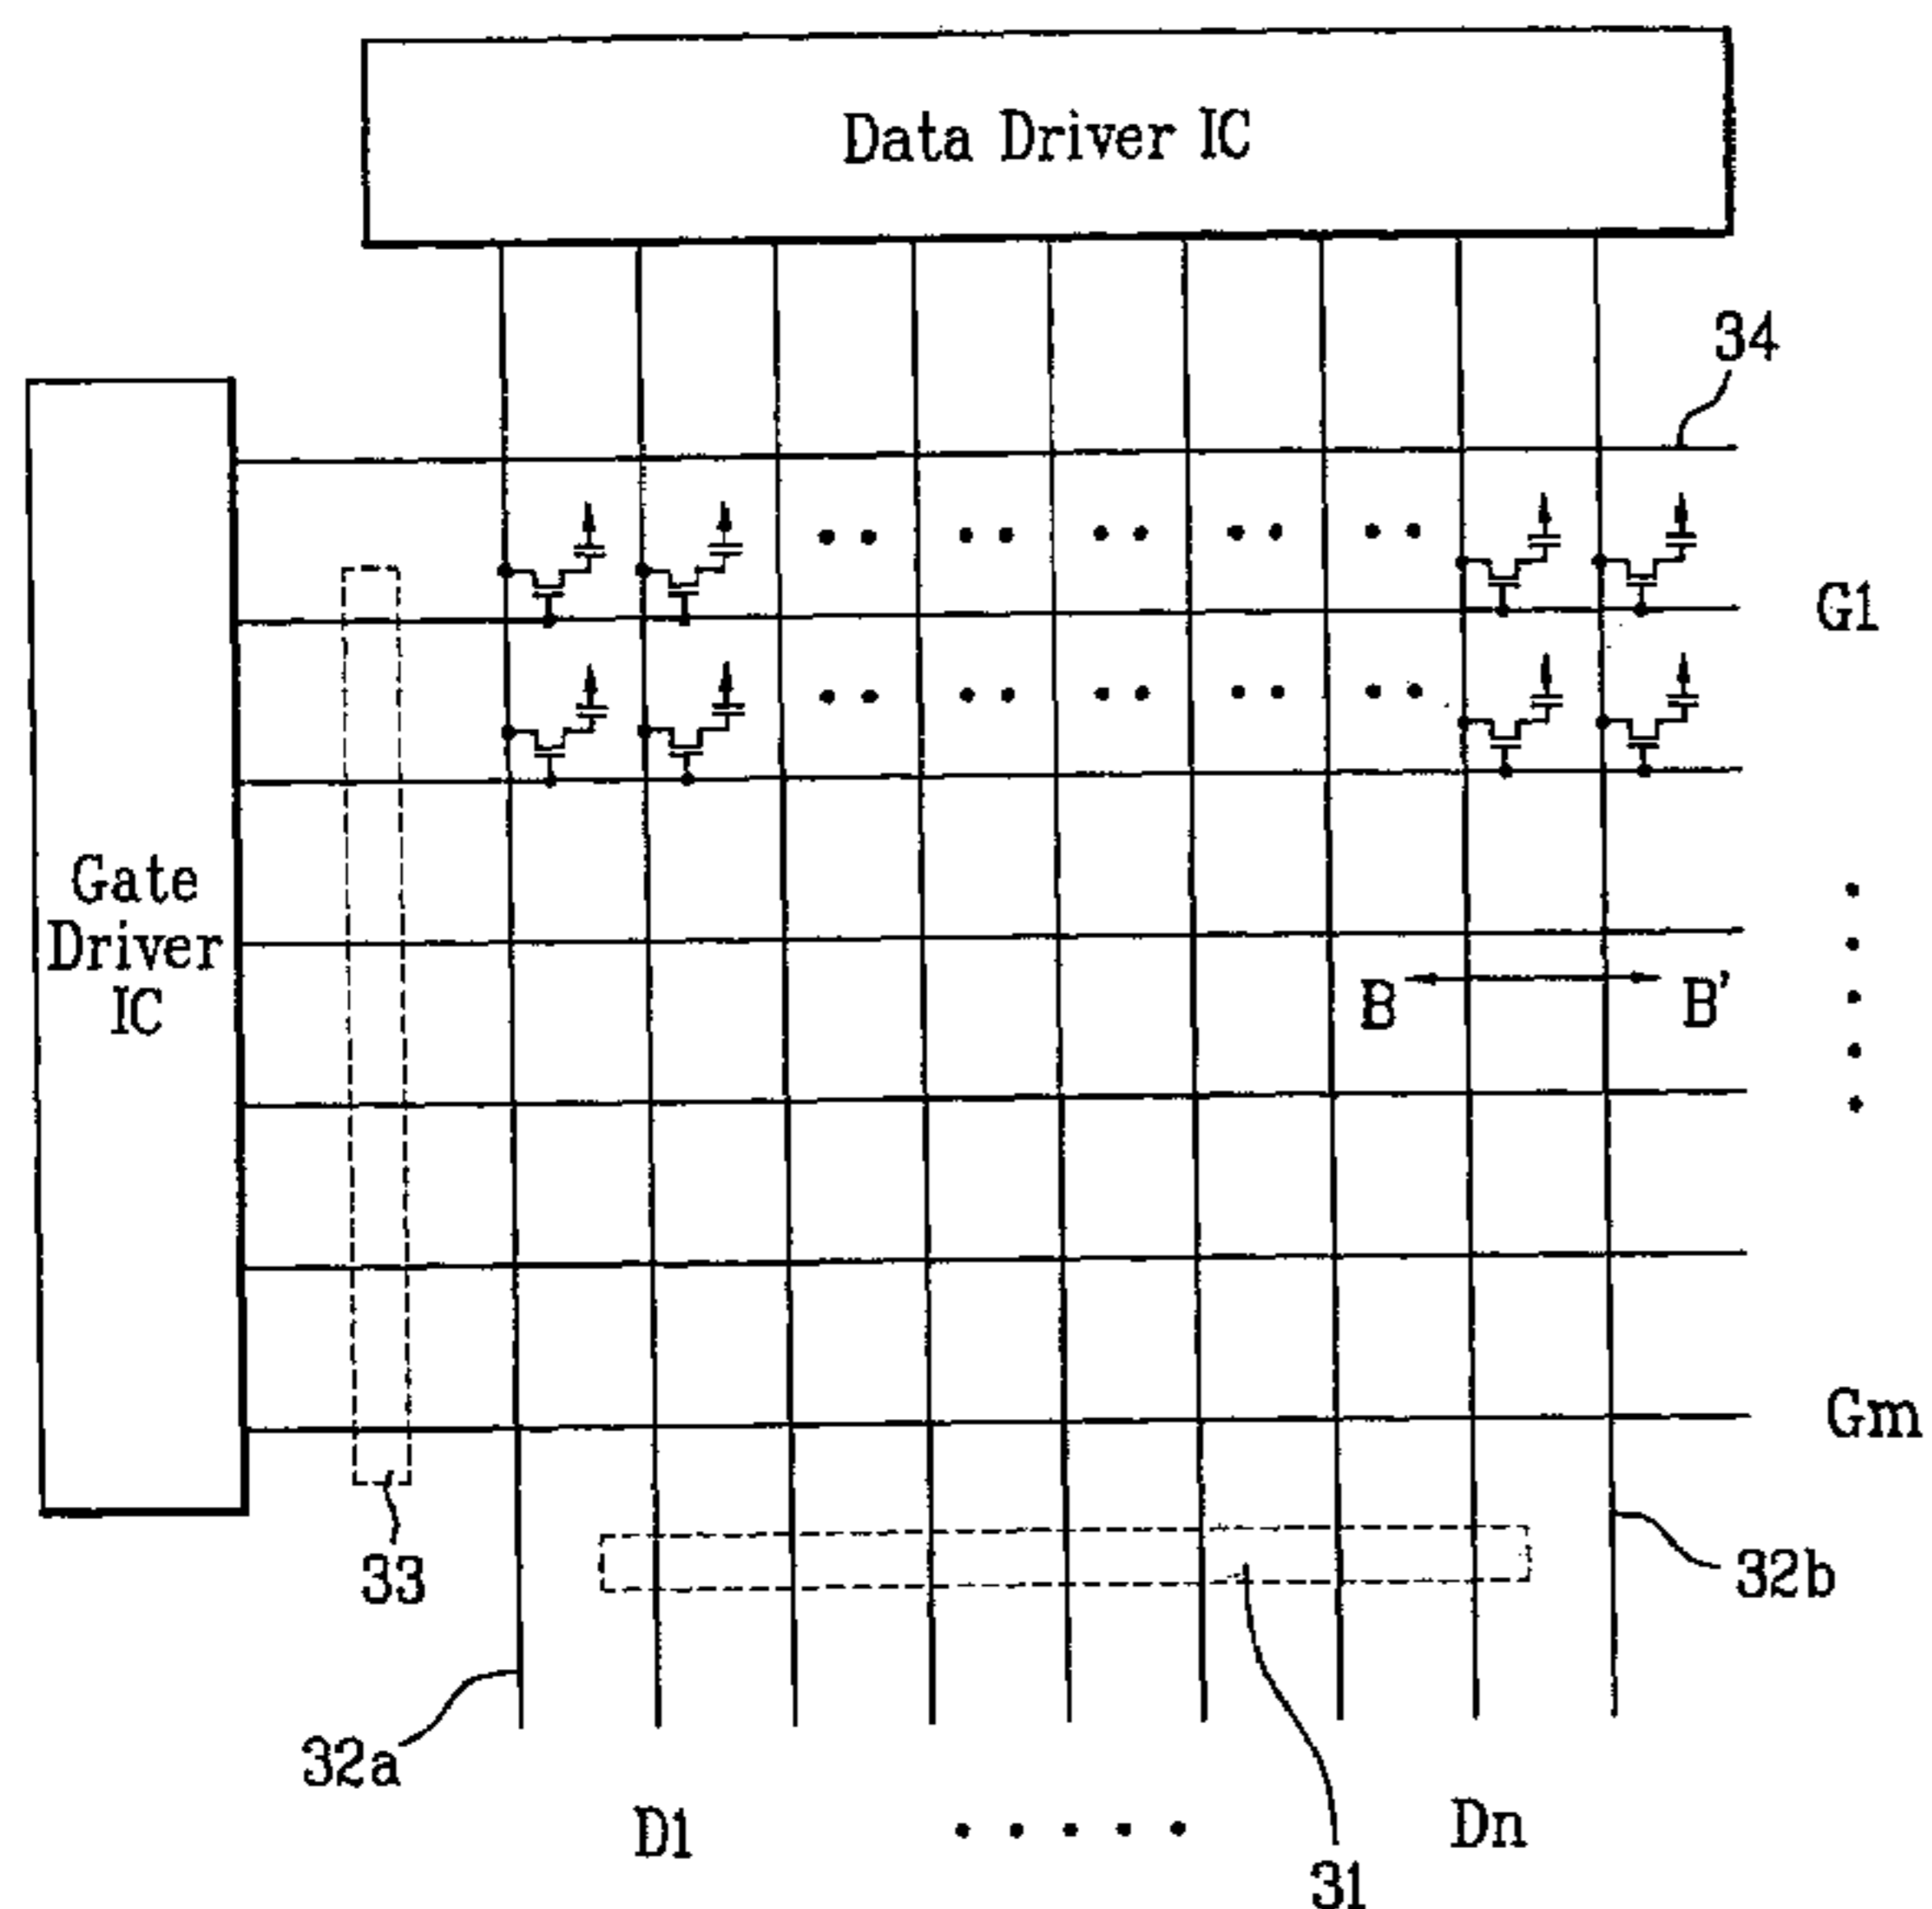 Data Driver IC
34
G1
Gate
Driver
IC
B
B'
Gm
33
32b
32a
D1
Dn
31